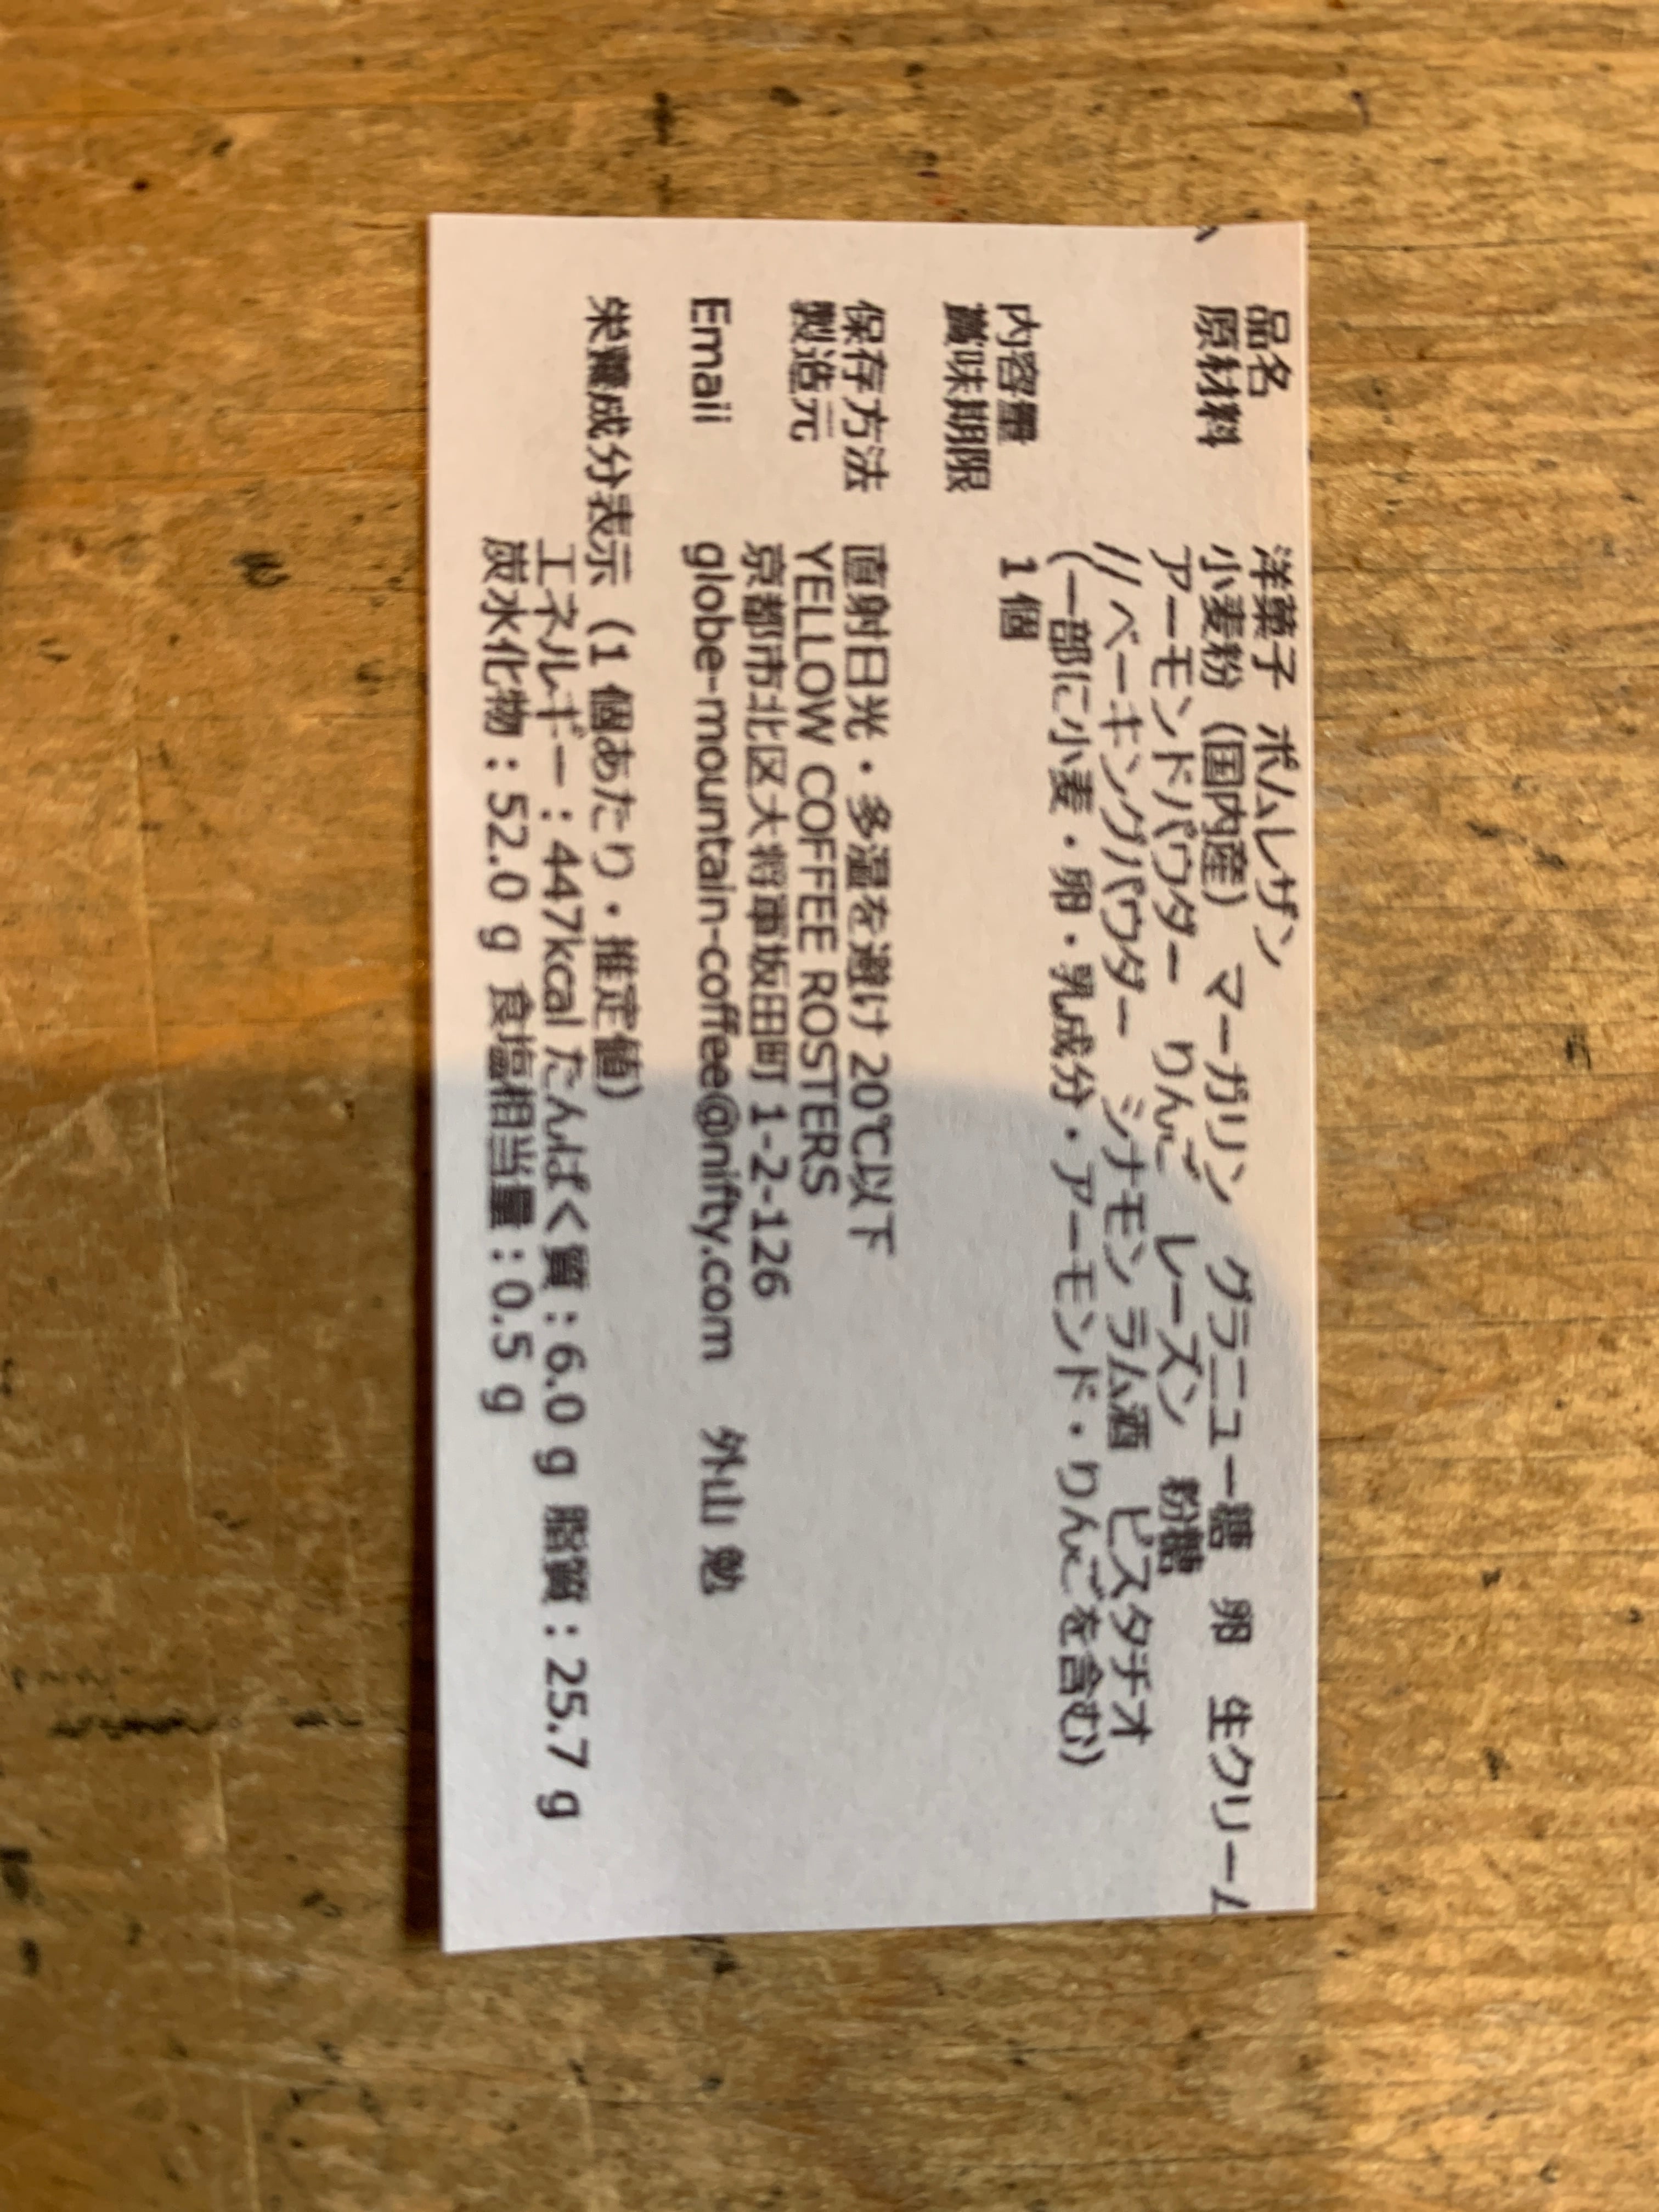 品名 洋菓子 ポムレザン
原材料 小麦粉（国内産） マーガリン グラニュー糖 卵 生クリーム
アーモンドパウダー りんご レーズン 粉糖
// ベーキングパウダー シナモン ラム酒 ピスタチオ
(一部に小麦・卵・乳成分・アーモンド・りんごを含む)
内容量 1個
賞味期限
保存方法 直射日光・多湿を避け 20℃以下
製造元 YELLOW COFFEE ROSTERS
京都市北区大将軍坂田町 1-2-126
Emaii globe-mountain-coffee@nifty.com 外山 勉
栄養成分表示（1 個あたり・推定値）
エネルギー：447kcal たんぱく質：6.0 g 脂質：25.7 g
炭水化物：52.0 g 食塩相当量：0.5 g